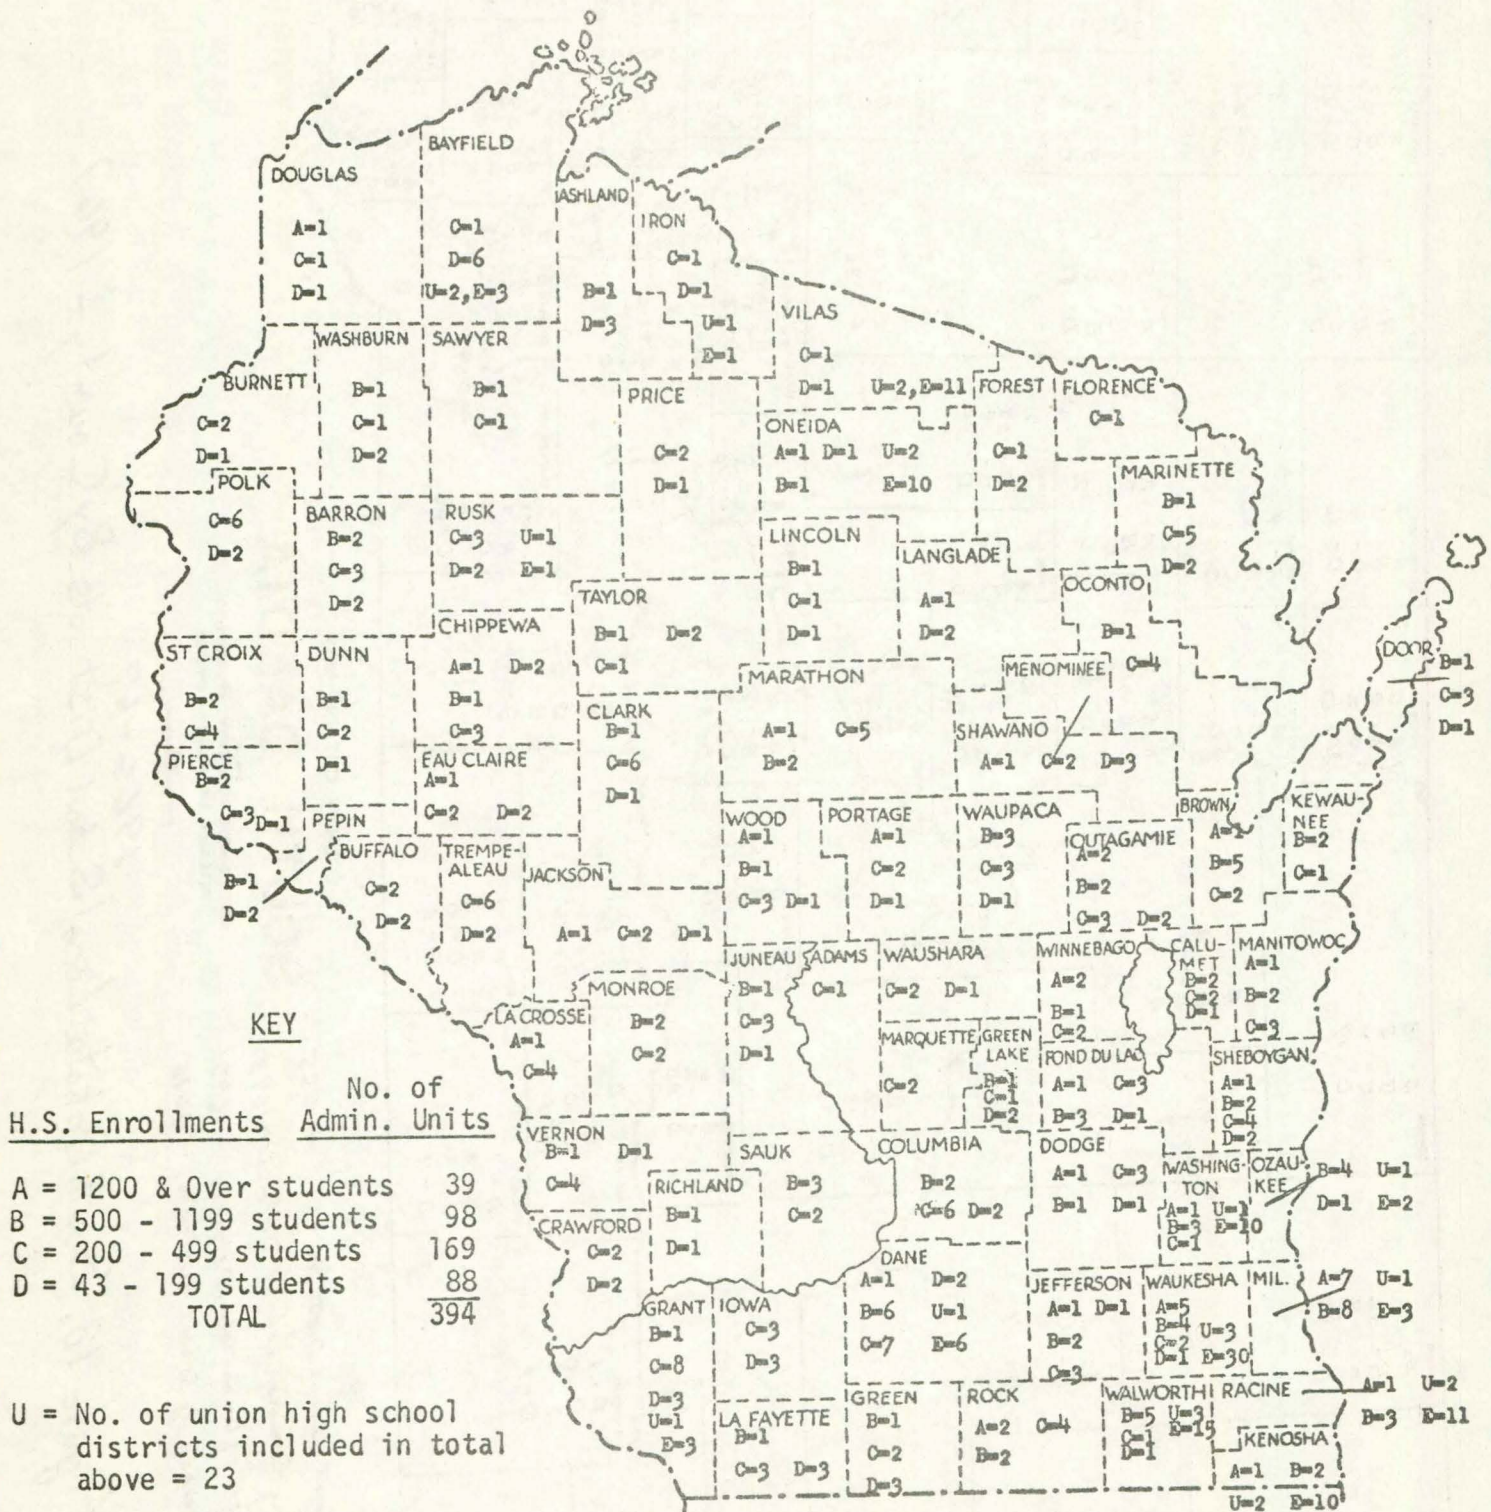 BAYFIELD
C=1
D=6
U=2, E=3
DOUGLAS
A=1
C=1
D=1
ASHLAND
B=1
D=3
IRON
C=1
D=1
U=1
E=1
VILAS
C=1
D=1 U=2, E=11
WASHBURN
B=1
C=1
D=2
SAWYER
B=1
C=1
BURNETT
C=2
D=1
PRICE
C=2
D=1
ONEIDA
A=1 D=1 U=2
B=1 E=10
FOREST
C=1
D=2
FLORENCE
C=1
MARINETTE
B=1
C=5
D=2
POLK
C=6
D=2
BARRON
B=2
C=3
D=2
RUSK
C=3 U=1
D=2 E=1
LINCOLN
B=1
C=1
D=1
LANGLADE
A=1
D=2
OCONTO
B=1
C=4
TAYLOR
B=1 D=2
C=1
CHIPPEWA
A=1 D=2
B=1
C=3
ST CROIX
B=2
C=4
DUNN
B=1
C=2
D=1
MENOMINEE
DOOR
B=1
C=3
D=1
MARATHON
A=1 C=5
B=2
CLARK
B=1
C=6
D=1
SHAWANO
A=1 C=2 D=3
PIERCE
B=2
C=3 D=1
EAU CLAIRE
A=1
C=2 D=2
PEPIN
B=1
D=2
BUFFALO
C=2
D=2
TREMPE-
ALEAU
C=6
D=2
JACKSON
A=1 C=2 D=1
WOOD
A=1
B=1
C=3 D=1
PORTAGE
A=1
C=2
D=1
WAUPACA
B=3
C=3
D=1
OUTAGAMIE
A=2
B=2
C=3 D=2
BROWN
A=1
B=5
C=2
KEWAU-
NEE
B=2
C=1
JUNEAU
B=1
C=3
D=1
ADAMS
C=1
WAUSHARA
C=2 D=1
WINNEBAGO
A=2
B=1
C=2
CALU-
MET
B=2
C=2
D=1
MANITOWOC
A=1
B=2
C=3
MONROE
B=2
C=2
LA CROSSE
A=1
C=4
MARQUETTE
C=2
GREEN
LAKE
B=1
C=1
D=2
FOND DU LAC
A=1 C=3
B=3 D=1
SHEBOYGAN
A=1
B=2
C=4
D=2
VERNON
B=1 D=1
C=4
SAUK
B=3
C=2
COLUMBIA
B=2
C=6 D=2
DODGE
A=1 C=3
B=1 D=1
WASHING-
TON
A=1 U=1
B=3 E=10
C=1
OZAU-
KEE
B=4 U=1
D=1 E=2
RICHLAND
B=1
D=1
CRAWFORD
C=2
D=2
DANE
A=1 D=2
B=6 U=1
C=7 E=6
JEFFERSON
A=1 D=1
B=2
C=3
WAUKESHA
A=5
B=4
C=2 U=3
D=1 E=30
MIL.
A=7 U=1
B=8 E=3
GRANT
B=1
C=8
D=3
U=1
E=3
IOWA
C=3
D=3
LA FAYETTE
B=1
C=3 D=3
GREEN
B=1
C=2
D=3
ROCK
A=2 C=4
B=2
WALWORTH
B=5 U=3
C=1 E=15
D=1
RACINE
A=1 U=2
B=3 E=11
KENOSHA
A=1 B=2
U=2 E=10
KEY
No. of
H.S. Enrollments Admin. Units
A = 1200 & Over students 39
B = 500 - 1199 students 98
C = 200 - 499 students 169
D = 43 - 199 students 88
TOTAL 394
U = No. of union high school
districts included in total
above = 23